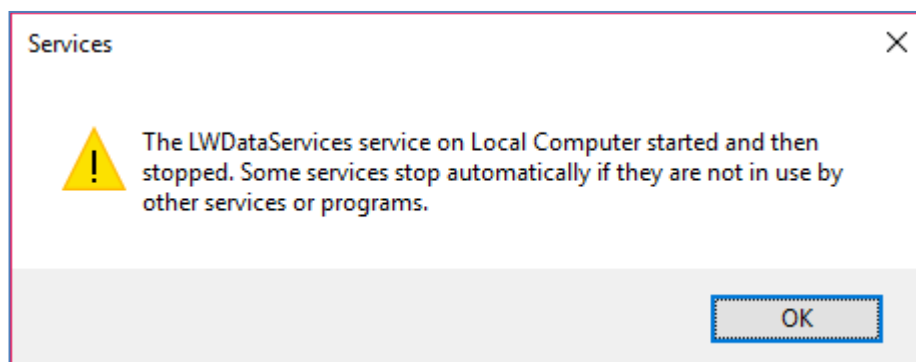 Services
The LWDataServices service on Local Computer started and then
stopped. Some services stop automatically if they are not in use by
other services or programs.
OK